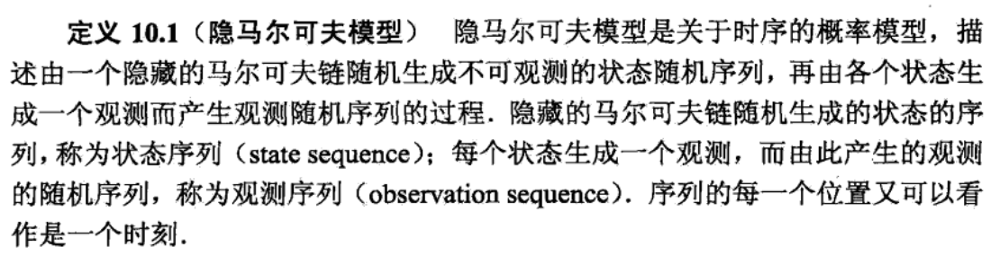 定义 10.1（隐马尔可夫模型） 隐马尔可夫模型是关于时序的概率模型，描
述由一个隐藏的马尔可夫链随机生成不可观测的状态随机序列，再由各个状态生
成一个观测而产生观测随机序列的过程．隐藏的马尔可夫链随机生成的状态的序
列，称为状态序列（state sequence）；每个状态生成一个观测，而由此产生的观测
的随机序列，称为观测序列（observation sequence）．序列的每一个位置又可以看
作是一个时刻．